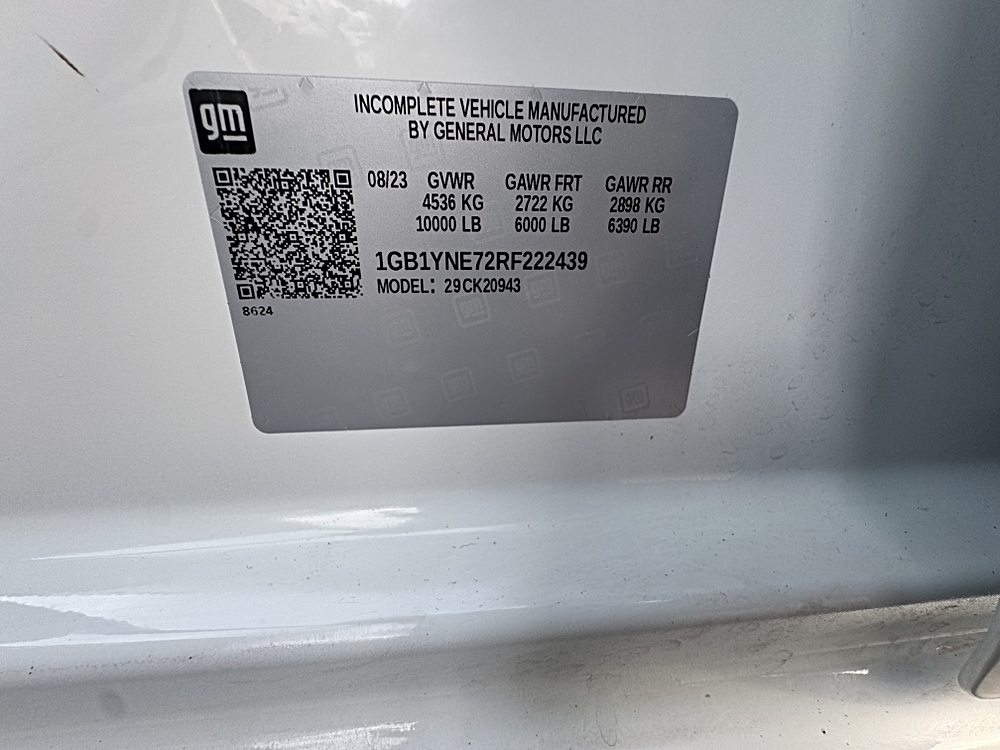 gm
INCOMPLETE VEHICLE MANUFACTURED
BY GENERAL MOTORS LLC
08/23 GVWR GAWR FRT GAWR RR
4536 KG 2722 KG 2898 KG
10000 LB 6000 LB 6390 LB
1GB1YNE72RF222439
MODEL: 29CK20943
8624